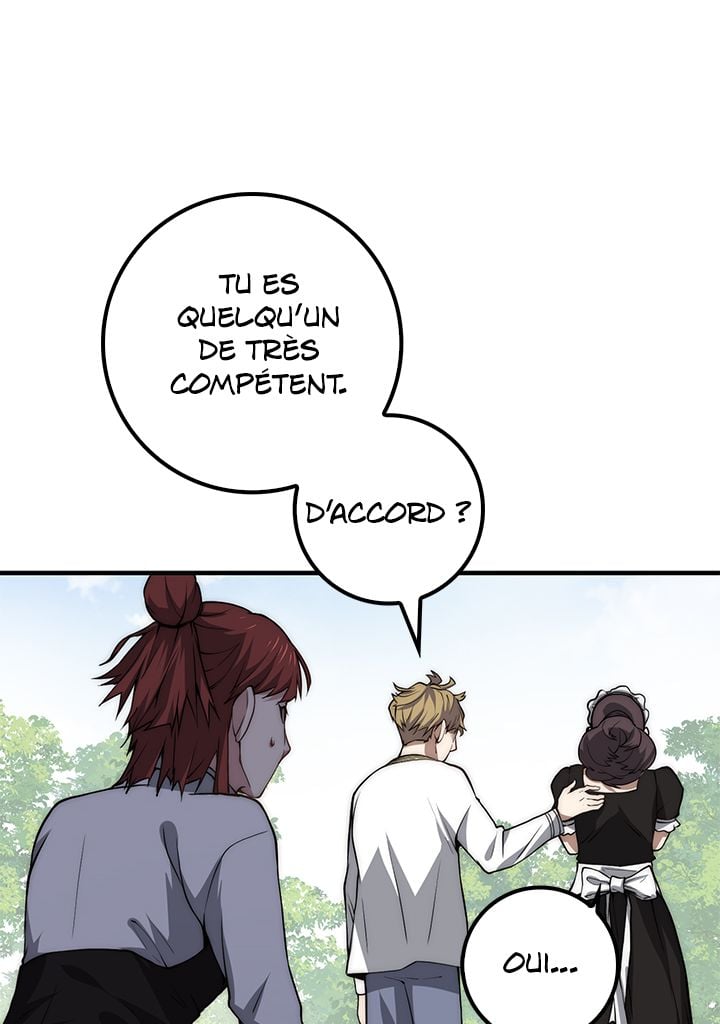 TU ES
QUELQU'UN
DE TRÈS
COMPÉTENT.
D'ACCORD ?
OUI...